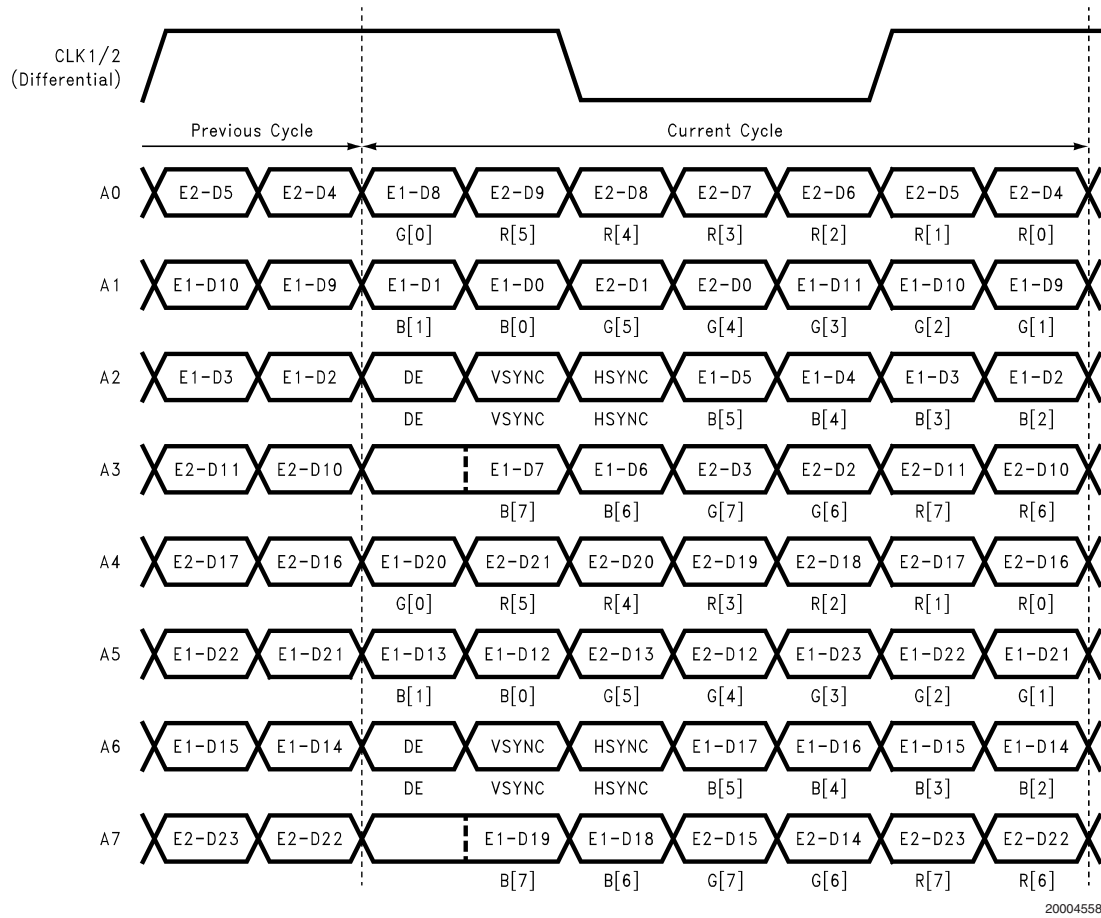 CLK1/2
(Differential)
Previous Cycle Current Cycle
A0 E2-D5 E2-D4 E1-D8 E2-D9 E2-D8 E2-D7 E2-D6 E2-D5 E2-D4
G[0] R[5] R[4] R[3] R[2] R[1] R[0]
A1 E1-D10 E1-D9 E1-D1 E1-D0 E2-D1 E2-D0 E1-D11 E1-D10 E1-D9
B[1] B[0] G[5] G[4] G[3] G[2] G[1]
A2 E1-D3 E1-D2 DE VSYNC HSYNC E1-D5 E1-D4 E1-D3 E1-D2
DE VSYNC HSYNC B[5] B[4] B[3] B[2]
A3 E2-D11 E2-D10 E1-D7 E1-D6 E2-D3 E2-D2 E2-D11 E2-D10
B[7] B[6] G[7] G[6] R[7] R[6]
A4 E2-D17 E2-D16 E1-D20 E2-D21 E2-D20 E2-D19 E2-D18 E2-D17 E2-D16
G[0] R[5] R[4] R[3] R[2] R[1] R[0]
A5 E1-D22 E1-D21 E1-D13 E1-D12 E2-D13 E2-D12 E1-D23 E1-D22 E1-D21
B[1] B[0] G[5] G[4] G[3] G[2] G[1]
A6 E1-D15 E1-D14 DE VSYNC HSYNC E1-D17 E1-D16 E1-D15 E1-D14
DE VSYNC HSYNC B[5] B[4] B[3] B[2]
A7 E2-D23 E2-D22 E1-D19 E1-D18 E2-D15 E2-D14 E2-D23 E2-D22
B[7] B[6] G[7] G[6] R[7] R[6]
20004558